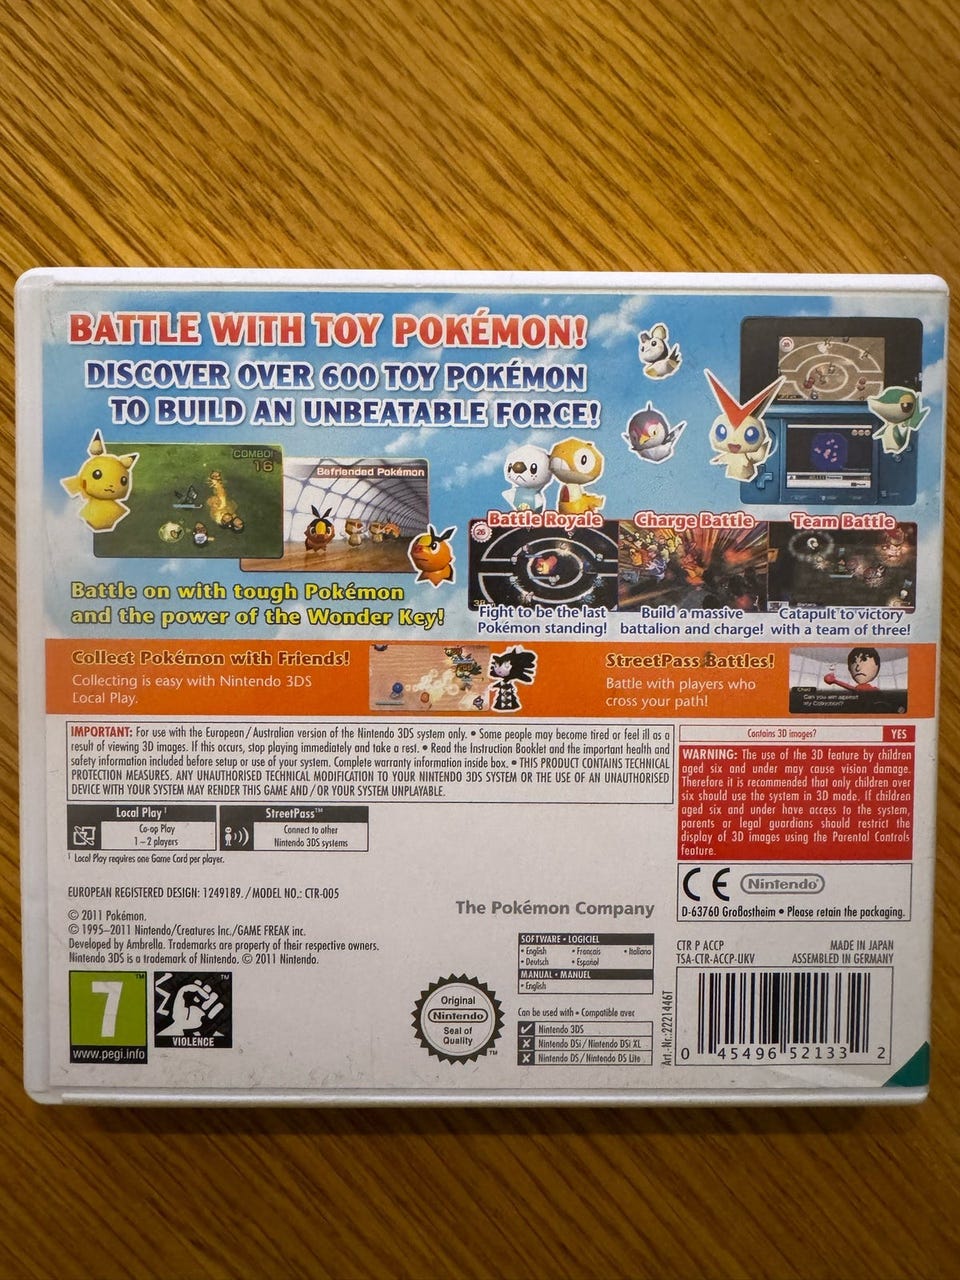 BATTLE WITH TOY POKÉMON!
DISCOVER OVER 600 TOY POKÉMON
TO BUILD AN UNBEATABLE FORCE!
COMBO!
16
Befriended Pokémon
Battle on with tough Pokémon
and the power of the Wonder Key!
Battle Royale
26
Fight to be the last
Pokémon standing!
Charge Battle
Build a massive
battalion and charge!
Team Battle
Catapult to victory
with a team of three!
Collect Pokémon with Friends!
Collecting is easy with Nintendo 3DS
Local Play.
StreetPass Battles!
Battle with players who
cross your path!
Can you win against
my Collection?
IMPORTANT: For use with the European / Australian version of the Nintendo 3DS system only. • Some people may become tired or feel ill as a
result of viewing 3D images. If this occurs, stop playing immediately and take a rest. • Read the Instruction Booklet and the important health and
safety information included before setup or use of your system. Complete warranty information inside box. • THIS PRODUCT CONTAINS TECHNICAL
PROTECTION MEASURES. ANY UNAUTHORISED TECHNICAL MODIFICATION TO YOUR NINTENDO 3DS SYSTEM OR THE USE OF AN UNAUTHORISED
DEVICE WITH YOUR SYSTEM MAY RENDER THIS GAME AND / OR YOUR SYSTEM UNPLAYABLE.
Contains 3D images? YES
WARNING: The use of the 3D feature by children
aged six and under may cause vision damage.
Therefore it is recommended that only children over
six should use the system in 3D mode. If children
aged six and under have access to the system,
parents or legal guardians should restrict the
display of 3D images using the Parental Controls
feature.
Local Play¹
Co-op Play
1–2 players
StreetPass™
Connect to other
Nintendo 3DS systems
¹ Local Play requires one Game Card per player.
EUROPEAN REGISTERED DESIGN: 1249189. / MODEL NO.: CTR-005
© 2011 Pokémon.
© 1995–2011 Nintendo/Creatures Inc./GAME FREAK inc.
Developed by Ambrella. Trademarks are property of their respective owners.
Nintendo 3DS is a trademark of Nintendo. © 2011 Nintendo.
The Pokémon Company
CE Nintendo
D-63760 Großostheim • Please retain the packaging.
7
www.pegi.info
TM
VIOLENCE
Original
Nintendo
Seal of
Quality
TM
SOFTWARE • LOGICIEL
• English • Français • Italiano
• Deutsch • Español
MANUAL • MANUEL
• English
Can be used with • Compatible avec
Nintendo 3DS
Nintendo DSi / Nintendo DSi XL
Nintendo DS / Nintendo DS Lite
Art.-Nr.: 2221446T
CTR P ACCP MADE IN JAPAN
TSA-CTR-ACCP-UKV ASSEMBLED IN GERMANY
0 45496 52133 2